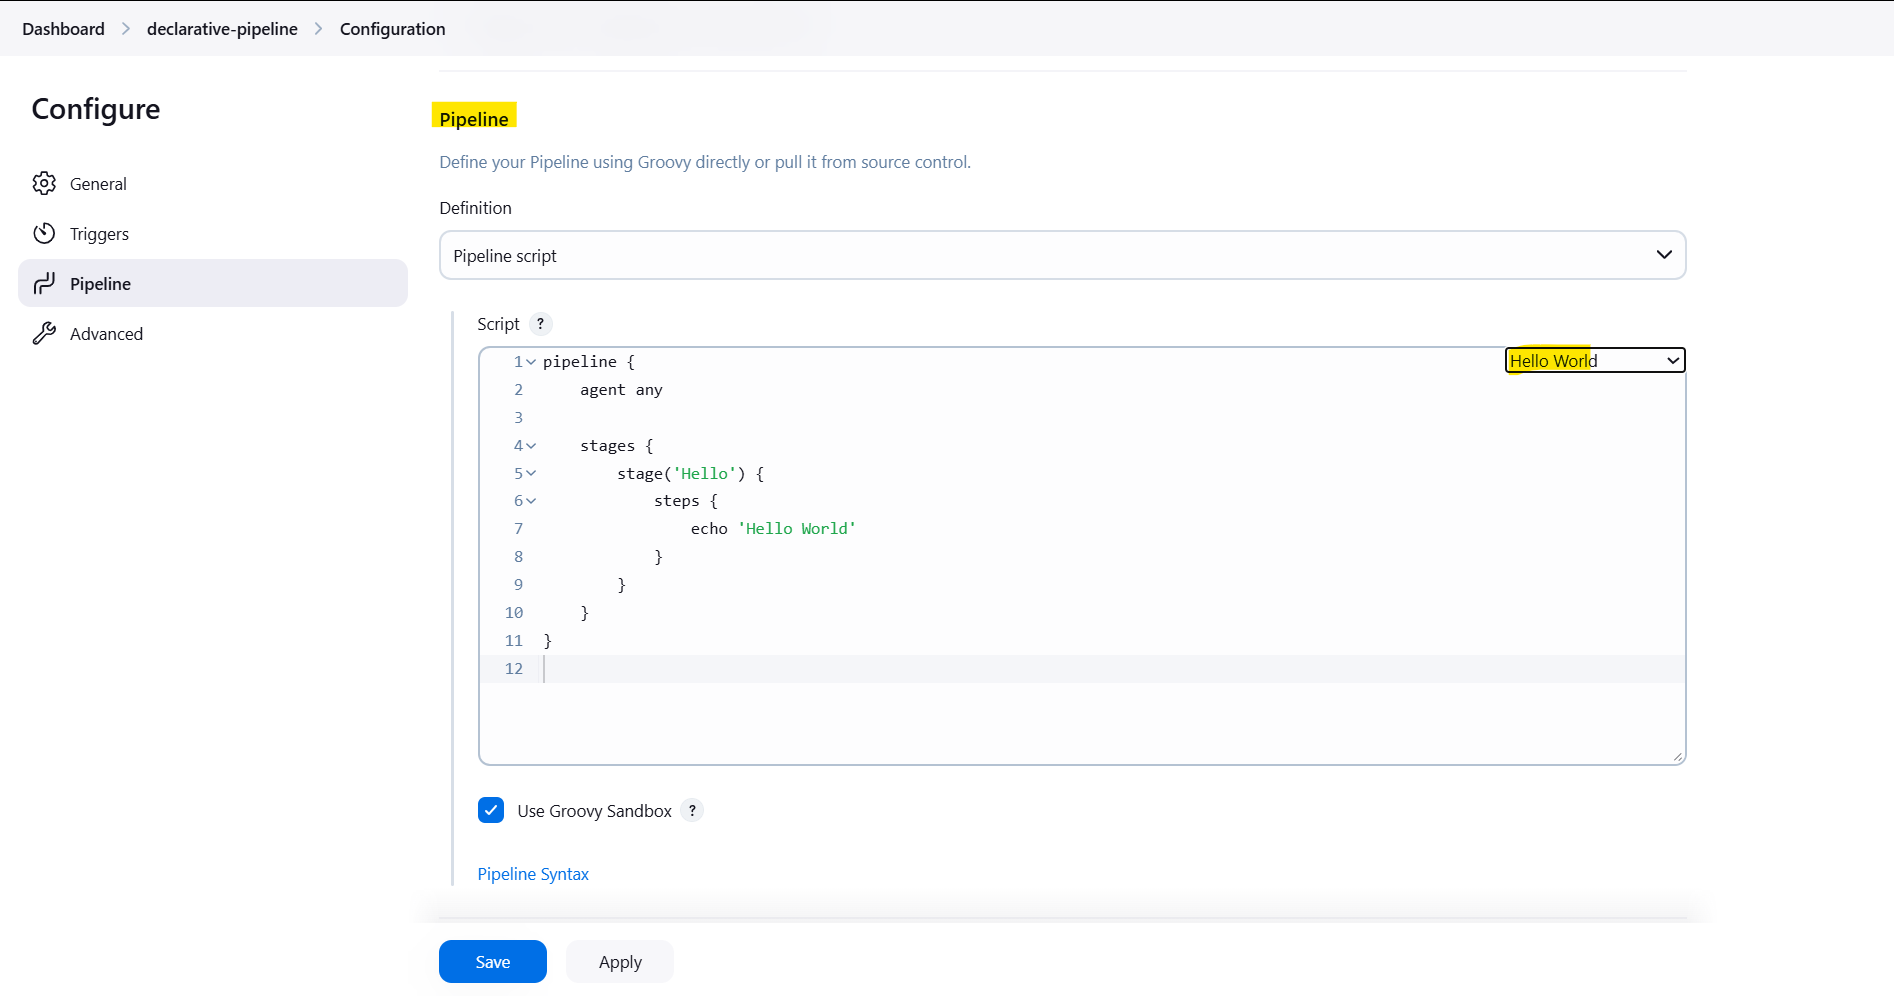 Dashboard > declarative-pipeline > Configuration
Configure
General
Triggers
Pipeline
Advanced
Pipeline
Define your Pipeline using Groovy directly or pull it from source control.
Definition
Pipeline script
Script ?
Hello World
1 pipeline {
2     agent any
3
4     stages {
5         stage('Hello') {
6             steps {
7                 echo 'Hello World'
8             }
9         }
10     }
11 }
12
Use Groovy Sandbox ?
Pipeline Syntax
Save Apply